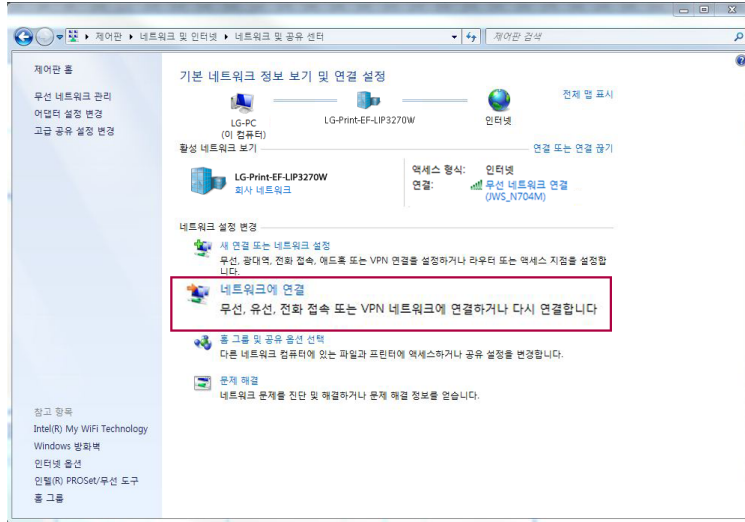 제어판 ▸ 네트워크 및 인터넷 ▸ 네트워크 및 공유 센터
제어판 검색
제어판 홈
무선 네트워크 관리
어댑터 설정 변경
고급 공유 설정 변경
기본 네트워크 정보 보기 및 연결 설정
전체 맵 표시
LG-PC
(이 컴퓨터)
LG-Print-EF-LIP3270W
인터넷
활성 네트워크 보기
연결 또는 연결 끊기
LG-Print-EF-LIP3270W
회사 네트워크
액세스 형식: 인터넷
연결: 무선 네트워크 연결
(JWS_N704M)
네트워크 설정 변경
새 연결 또는 네트워크 설정
무선, 광대역, 전화 접속, 애드혹 또는 VPN 연결을 설정하거나 라우터 또는 액세스 지점을 설정합
니다.
네트워크에 연결
무선, 유선, 전화 접속 또는 VPN 네트워크에 연결하거나 다시 연결합니다
홈 그룹 및 공유 옵션 선택
다른 네트워크 컴퓨터에 있는 파일과 프린터에 액세스하거나 공유 설정을 변경합니다.
문제 해결
네트워크 문제를 진단 및 해결하거나 문제 해결 정보를 얻습니다.
참고 항목
Intel(R) My WiFi Technology
Windows 방화벽
인터넷 옵션
인텔(R) PROSet/무선 도구
홈 그룹